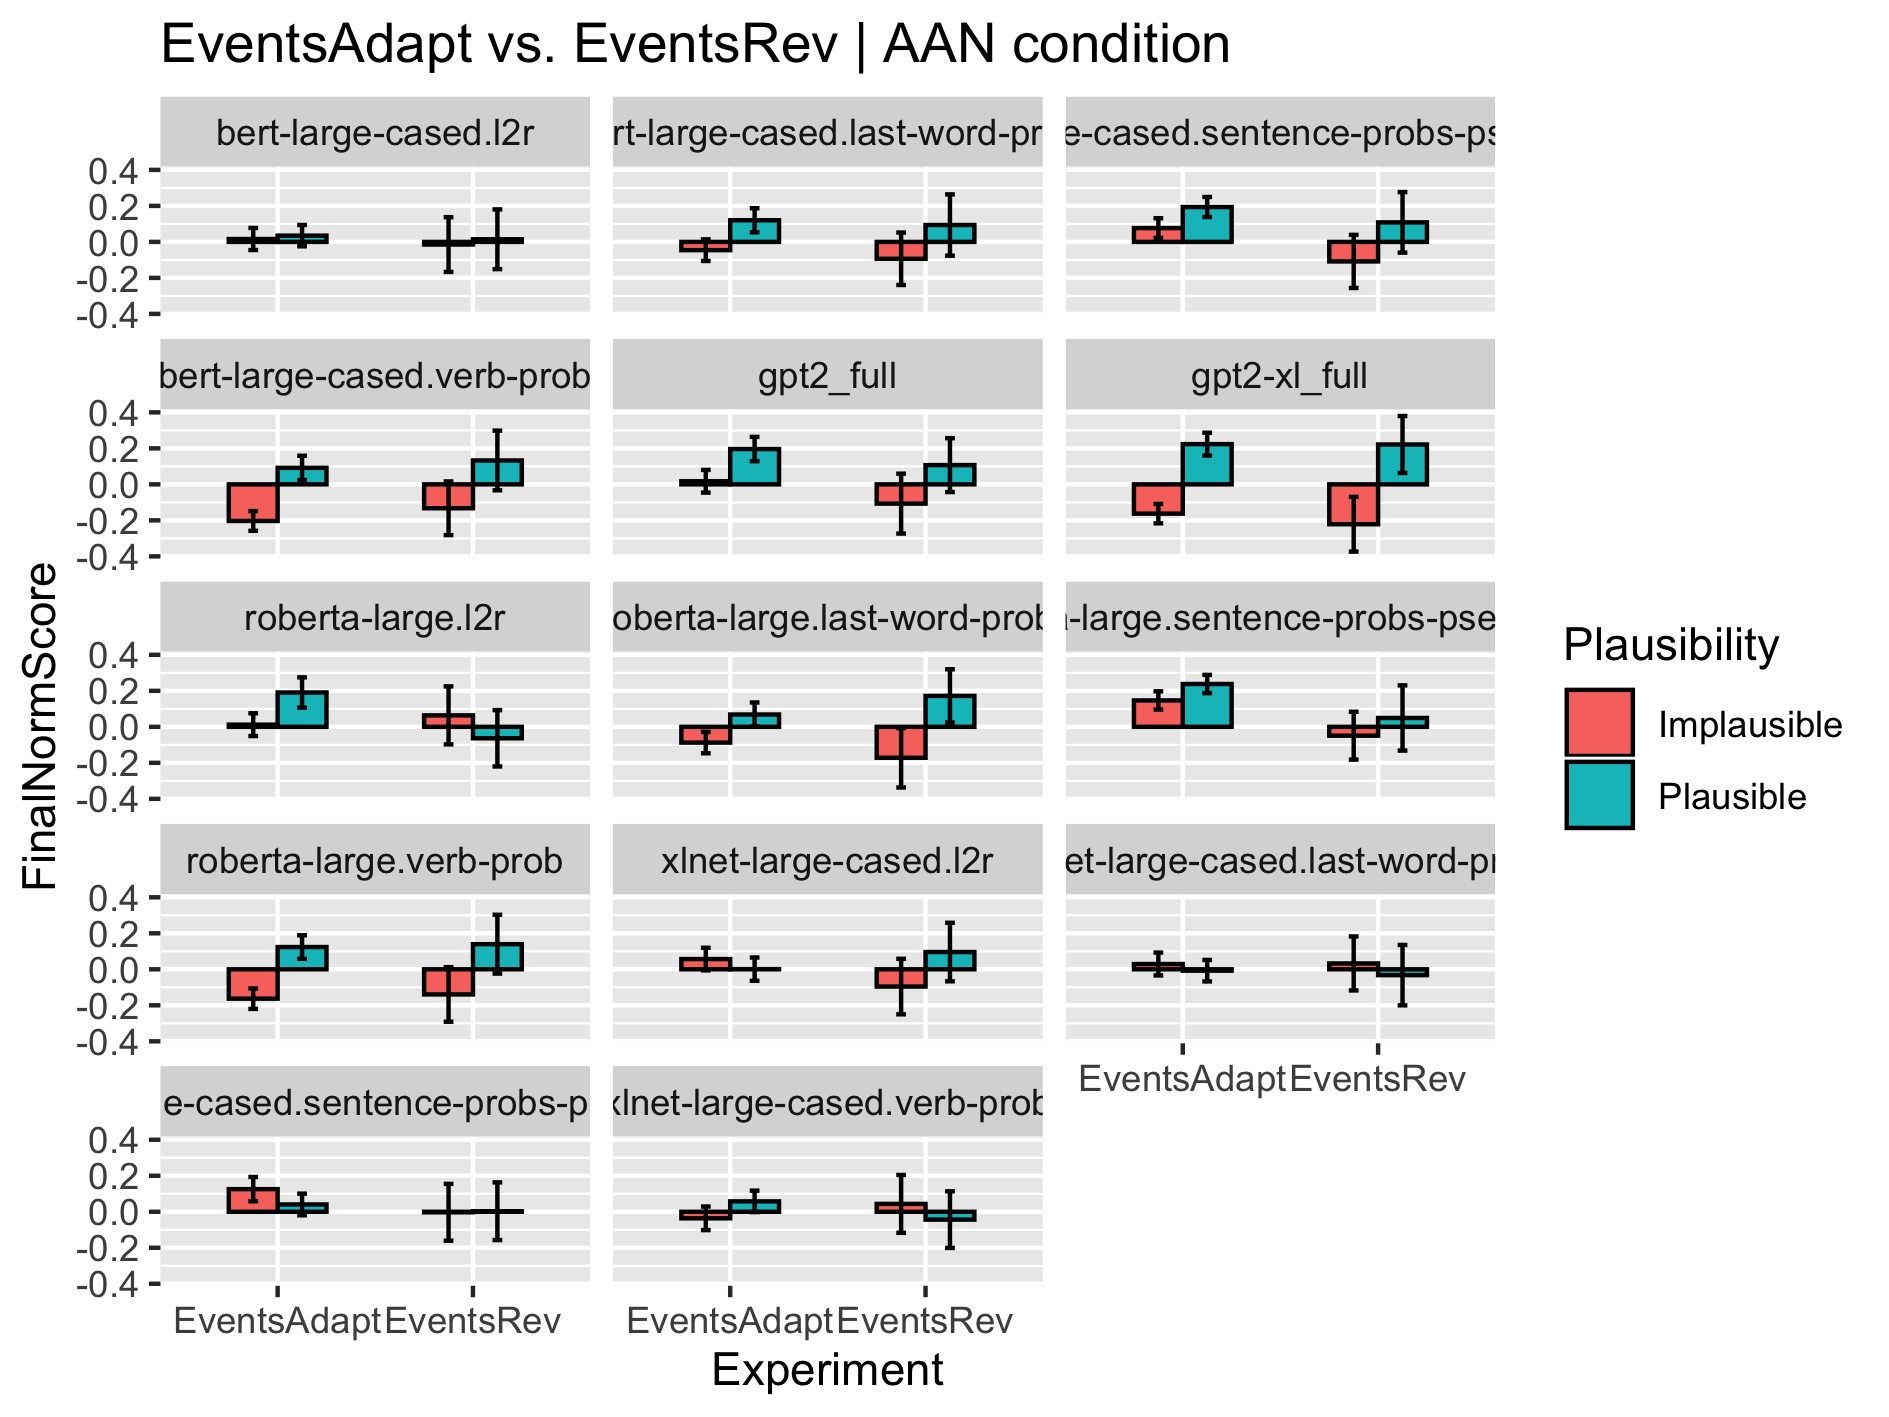 EventsAdapt vs. EventsRev | AAN condition
bert-large-cased.l2r
rt-large-cased.last-word-pr
e-cased.sentence-probs-ps
0.4
0.2
0.0
-0.2
-0.4
bert-large-cased.verb-prob
gpt2_full
gpt2-xl_full
0.4
0.2
0.0
-0.2
-0.4
roberta-large.l2r
oberta-large.last-word-prob
a-large.sentence-probs-pse
0.4
0.2
0.0
-0.2
-0.4
roberta-large.verb-prob
xlnet-large-cased.l2r
et-large-cased.last-word-pr
0.4
0.2
0.0
-0.2
-0.4
EventsAdapt EventsRev
e-cased.sentence-probs-p
xlnet-large-cased.verb-prob
0.4
0.2
0.0
-0.2
-0.4
EventsAdapt EventsRev
EventsAdapt EventsRev
Experiment
FinalNormScore
Plausibility
Implausible
Plausible